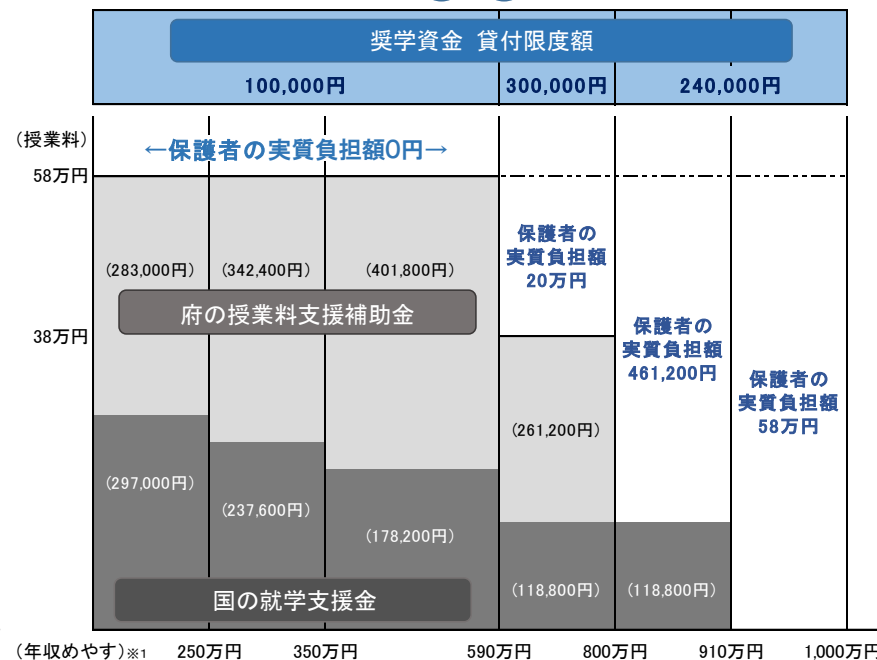 奨学資金 貸付限度額
100,000円
300,000円
240,000円
(授業料)
←保護者の実質負担額0円→
58万円
保護者の
実質負担額
20万円
(283,000円)
(342,400円)
(401,800円)
府の授業料支援補助金
38万円
保護者の
実質負担額
461,200円
保護者の
実質負担額
58万円
(261,200円)
(297,000円)
(237,600円)
(178,200円)
(118,800円)
(118,800円)
国の就学支援金
(年収めやす)※1
250万円
350万円
590万円
800万円
910万円
1,000万円